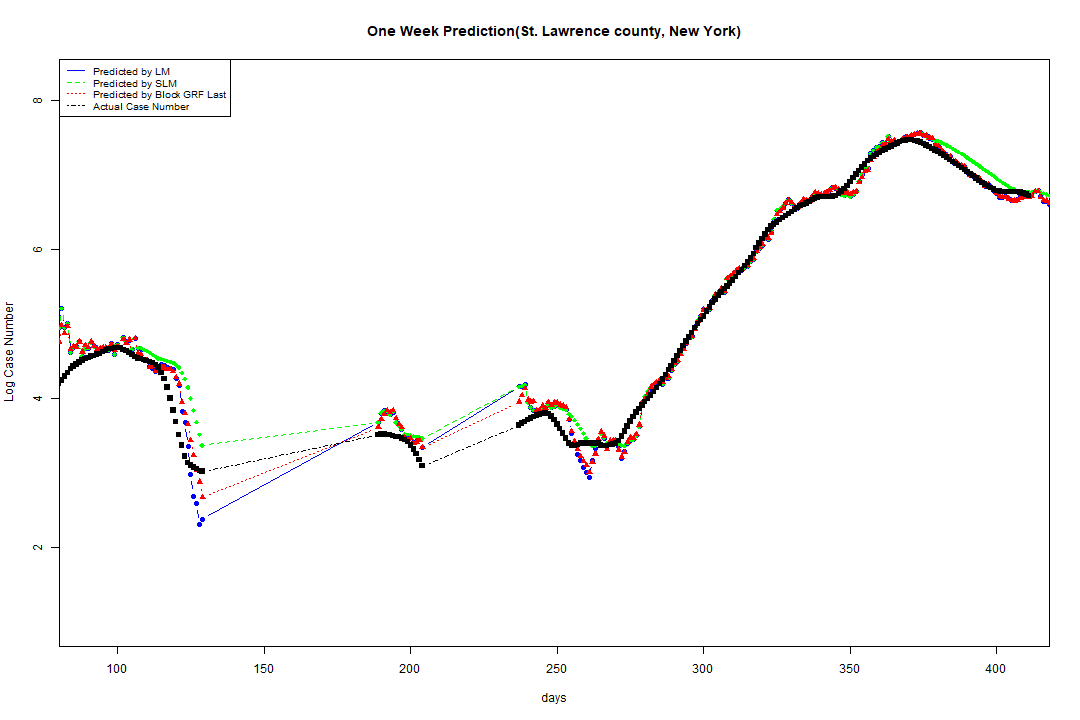 One Week Prediction(St. Lawrence county, New York)
Predicted by LM
Predicted by SLM
Predicted by Block GRF Last
Actual Case Number
8
6
4
2
Log Case Number
100 150 200 250 300 350 400
days